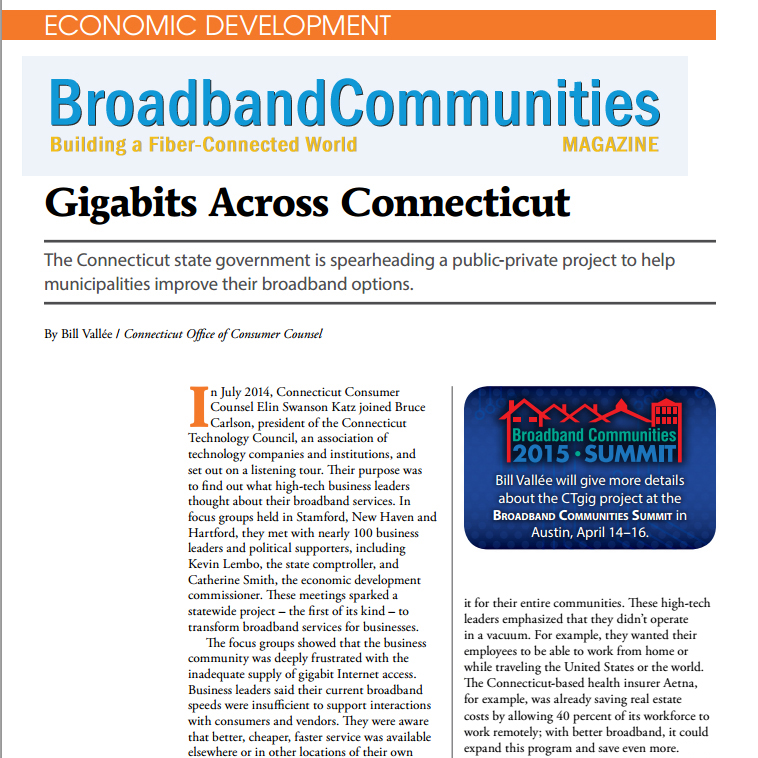 ECONOMIC DEVELOPMENT
BroadbandCommunities
Building a Fiber-Connected World MAGAZINE
Gigabits Across Connecticut
The Connecticut state government is spearheading a public-private project to help
municipalities improve their broadband options.
By Bill Vallée / Connecticut Office of Consumer Counsel
In July 2014, Connecticut Consumer
Counsel Elin Swanson Katz joined Bruce
Carlson, president of the Connecticut
Technology Council, an association of
technology companies and institutions, and
set out on a listening tour. Their purpose was
to find out what high-tech business leaders
thought about their broadband services. In
focus groups held in Stamford, New Haven and
Hartford, they met with nearly 100 business
leaders and political supporters, including
Kevin Lembo, the state comptroller, and
Catherine Smith, the economic development
commissioner. These meetings sparked a
statewide project – the first of its kind – to
transform broadband services for businesses.
The focus groups showed that the business
community was deeply frustrated with the
inadequate supply of gigabit Internet access.
Business leaders said their current broadband
speeds were insufficient to support interactions
with consumers and vendors. They were aware
that better, cheaper, faster service was available
elsewhere or in other locations of their own
Broadband Communities
2015 • SUMMIT
Bill Vallée will give more details
about the CTgig project at the
BROADBAND COMMUNITIES SUMMIT in
Austin, April 14–16.
it for their entire communities. These high-tech
leaders emphasized that they didn't operate
in a vacuum. For example, they wanted their
employees to be able to work from home or
while traveling the United States or the world.
The Connecticut-based health insurer Aetna,
for example, was already saving real estate
costs by allowing 40 percent of its workforce to
work remotely; with better broadband, it could
expand this program and save even more.